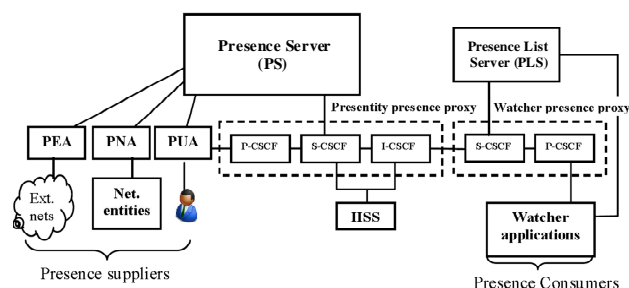 Presence Server
(PS)
Presence List
Server (PLS)
Presentity presence proxy
Watcher presence proxy
PEA
PNA
PUA
P-CSCF
S-CSCF
I-CSCF
S-CSCF
P-CSCF
Ext.
nets
Net.
entities
IISS
Watcher
applications
Presence suppliers
Presence Consumers